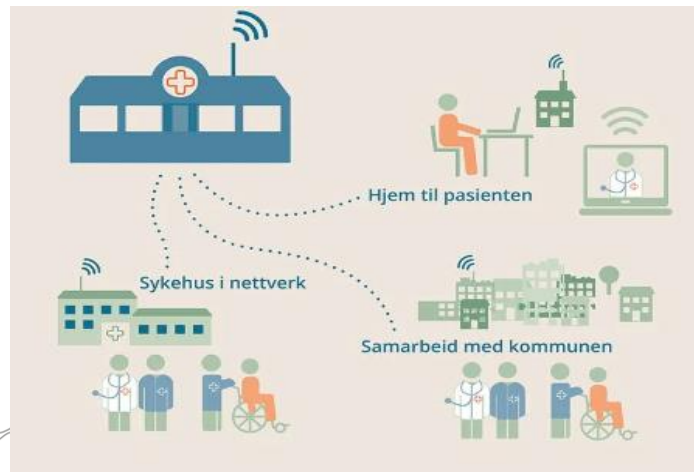 Hjem til pasienten
Sykehus i nettverk
Samarbeid med kommunen